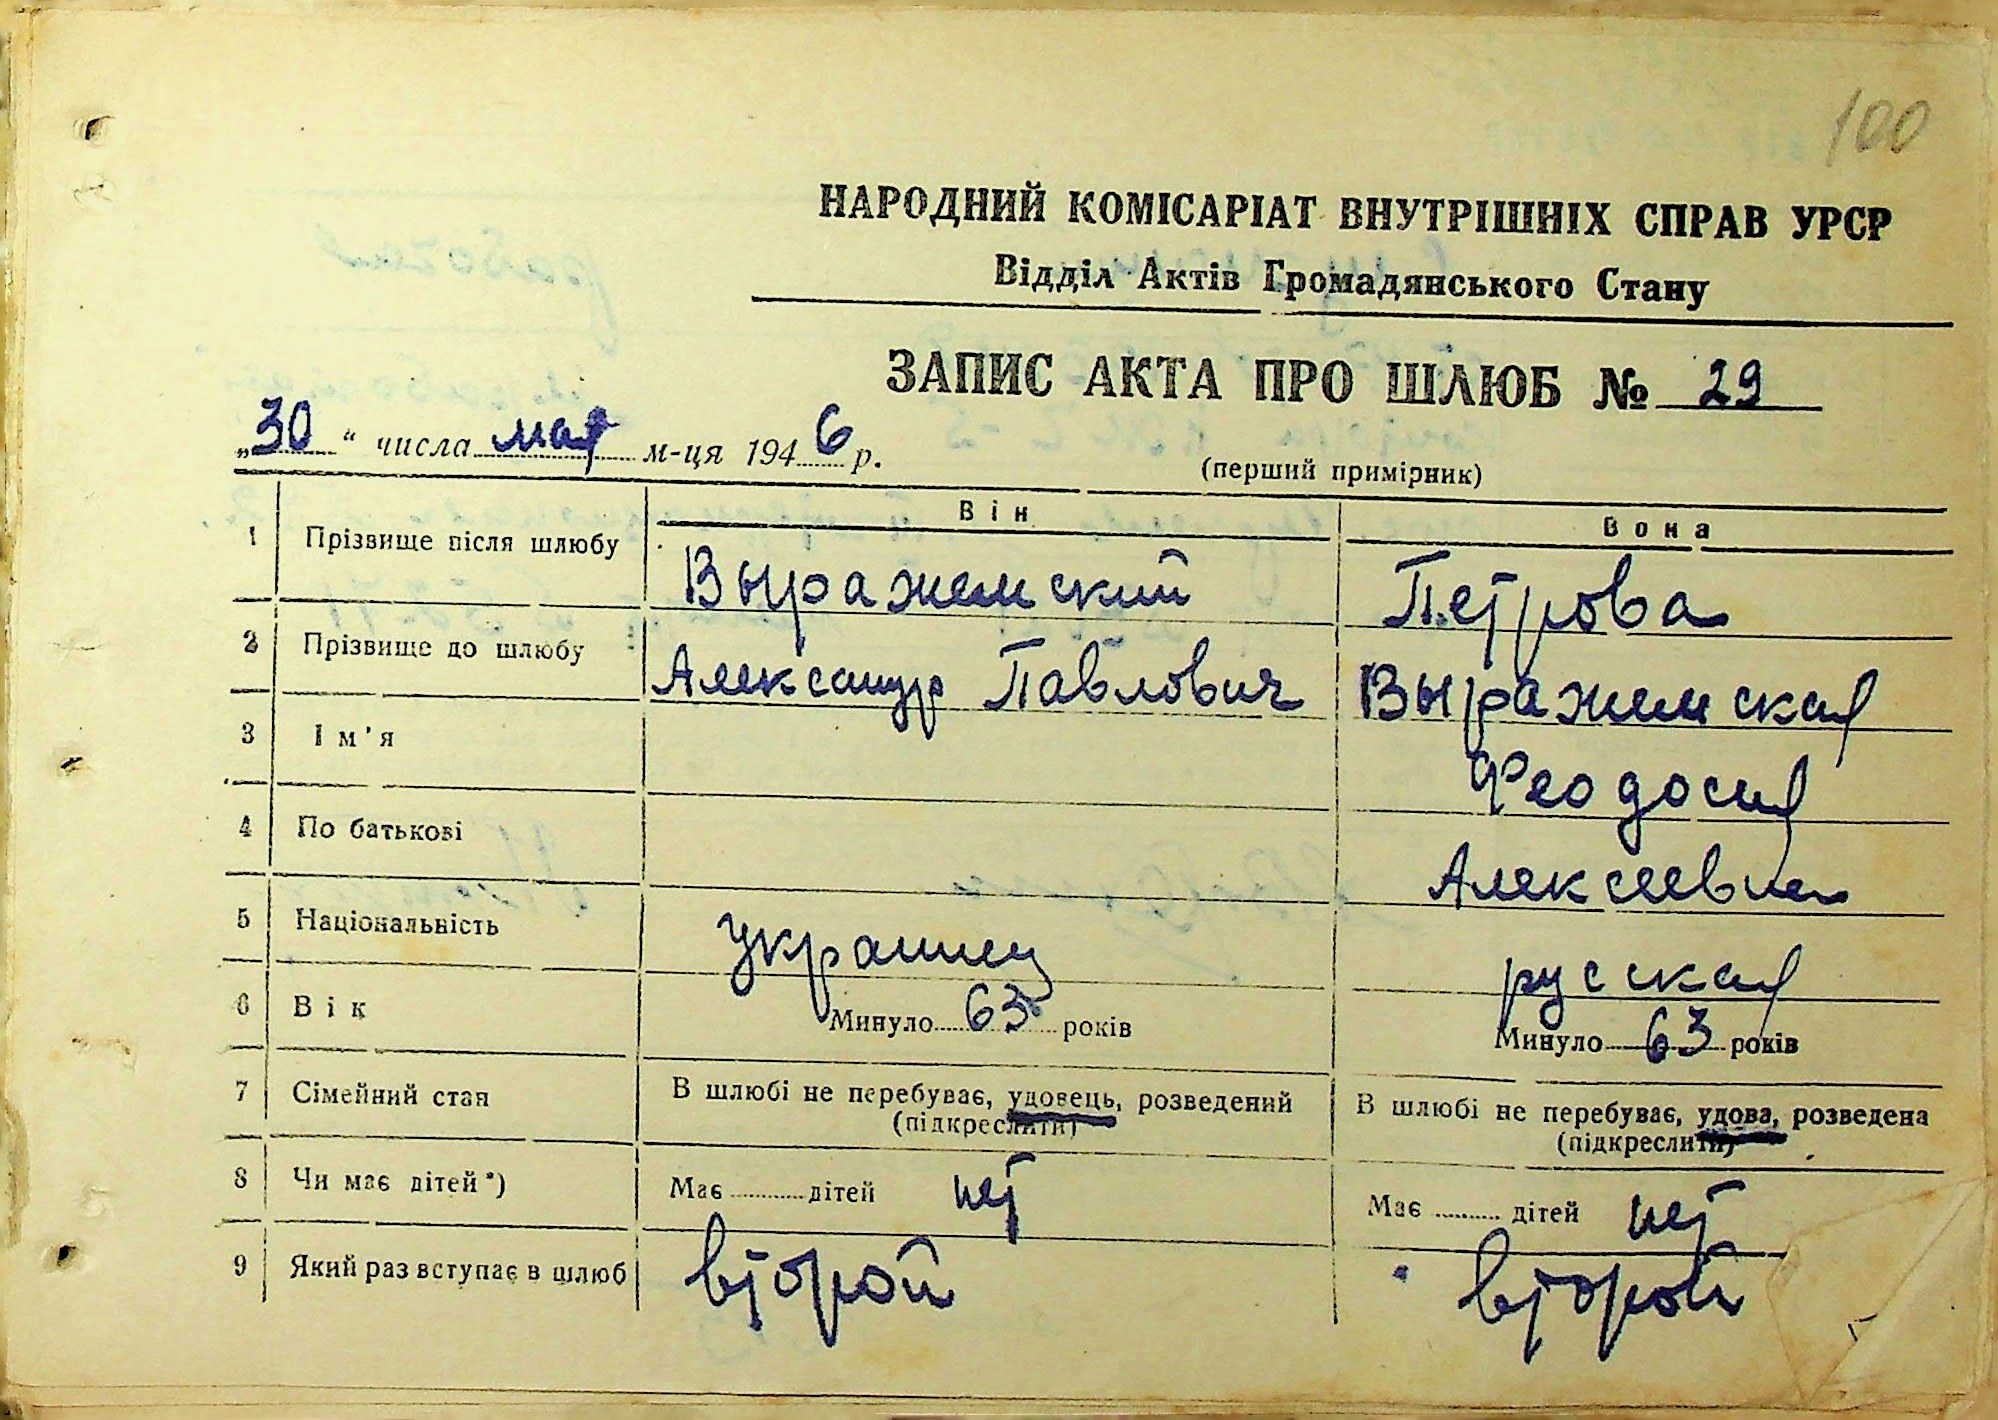 100
НАРОДНИЙ КОМІСАРІАТ ВНУТРІШНІХ СПРАВ УРСР
Відділ Актів Громадянського Стану
ЗАПИС АКТА ПРО ШЛЮБ № 29
„30“ числа мая м-ця 1946 р.
(перший примірник)
Він Вона
1 Прізвище після шлюбу Выражемский Петрова
2 Прізвище до шлюбу Александр Павлович Выражемская
3 Ім'я Феодосия
4 По батькові Алексеевна
5 Національність украинец русская
6 Вік Минуло 63 років Минуло 63 років
7 Сімейний стан В шлюбі не перебуває, удовець, розведений В шлюбі не перебуває, удова, розведена
(підкреслити) (підкреслити)
8 Чи має дітей*) Має дітей нет Має дітей нет
9 Який раз вступає в шлюб второй второй